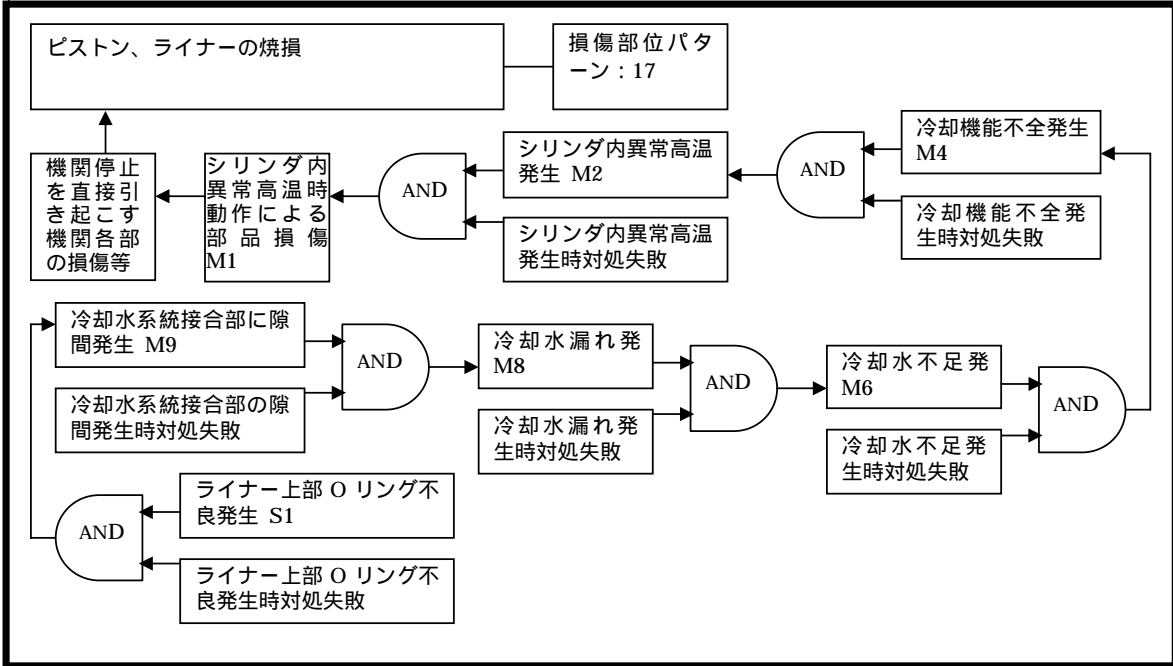 ピストン、ライナーの焼損
損傷部位パタ
ーン：17
機関停止
を直接引
き起こす
機関各部
の損傷等
シリンダ内
異常高温時
動作による
部品損傷
M1
AND
シリンダ内異常高温
発生 M2
シリンダ内異常高温
発生時対処失敗
AND
冷却機能不全発生
M4
冷却機能不全発
生時対処失敗
冷却水系統接合部に隙
間発生 M9
冷却水系統接合部の隙
間発生時対処失敗
AND
冷却水漏れ発
M8
冷却水漏れ発
生時対処失敗
AND
冷却水不足発
M6
冷却水不足発
生時対処失敗
AND
AND
ライナー上部 O リング不
良発生 S1
ライナー上部 O リング不
良発生時対処失敗